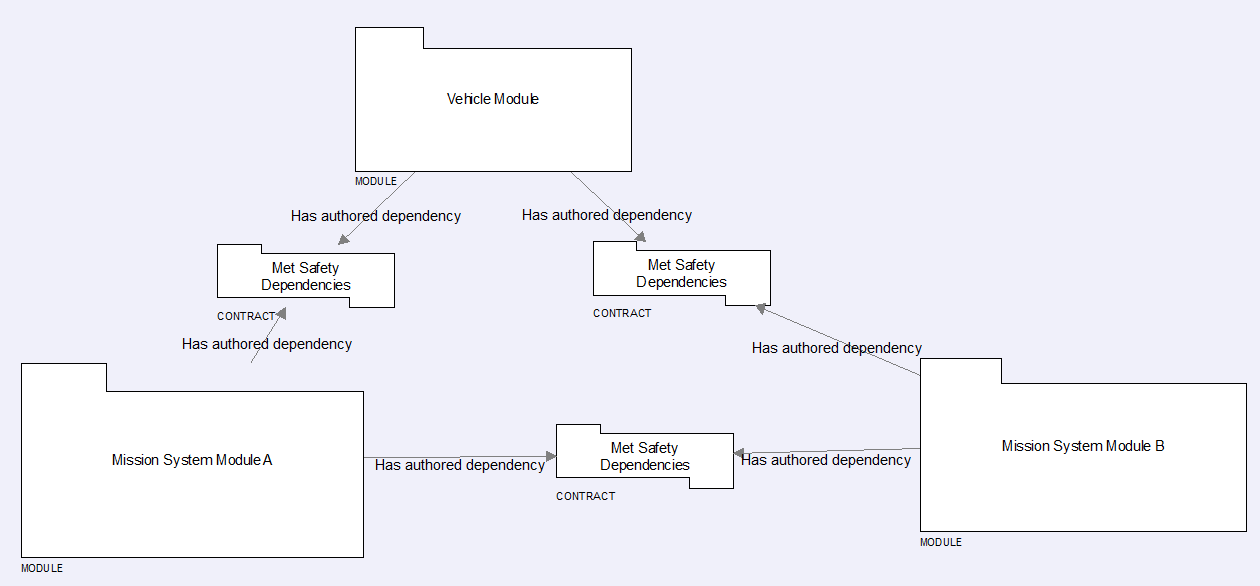 Vehicle Module
MODULE
Has authored dependency
Has authored dependency
Met Safety
Dependencies
CONTRACT
Met Safety
Dependencies
CONTRACT
Has authored dependency
Has authored dependency
Mission System Module A
MODULE
Has authored dependency
Met Safety
Dependencies
CONTRACT
Has authored dependency
Mission System Module B
MODULE